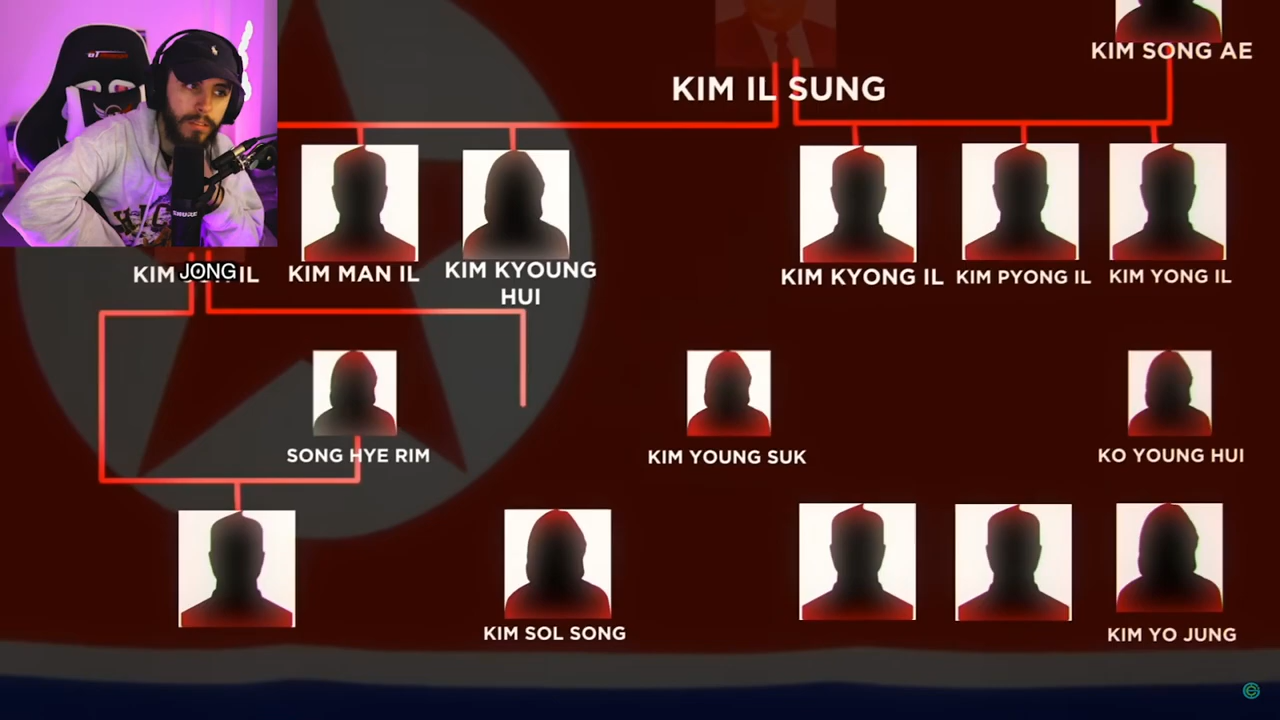 KIM SONG AE
KIM IL SUNG
KIM JONG IL
KIM MAN IL
KIM KYOUNG
HUI
KIM KYONG IL
KIM PYONG IL
KIM YONG IL
SONG HYE RIM
KIM YOUNG SUK
KO YOUNG HUI
KIM SOL SONG
KIM YO JUNG